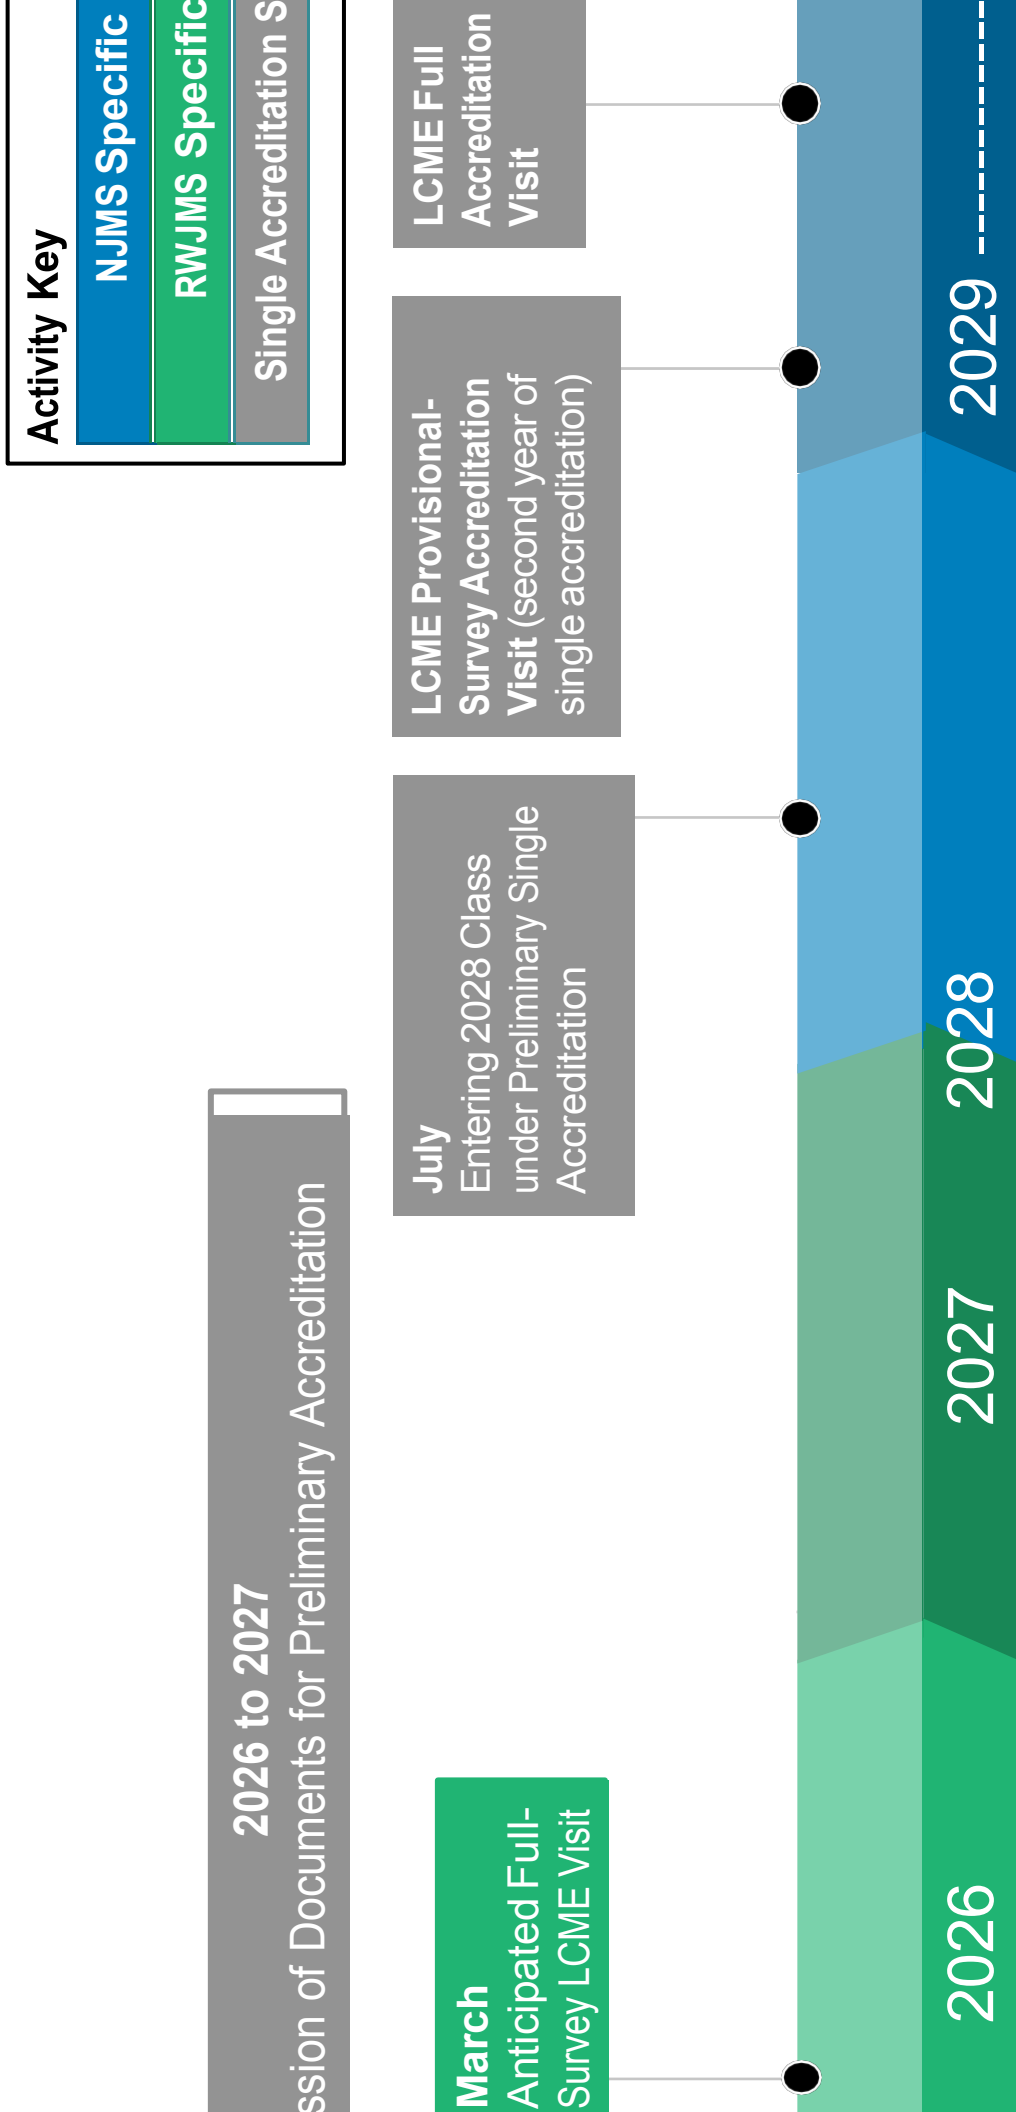 Activity Key
NJMS Specific
RWJMS Specific
Single Accreditation
2026 to 2027
of Documents for Preliminary Accreditation
March
Anticipated Full-
Survey LCME Visit
July
Entering 2028 Class
under Preliminary Single
Accreditation
LCME Provisional-
Survey Accreditation
Visit (second year of
single accreditation)
LCME Full
Accreditation
Visit
2026
2027
2028
2029